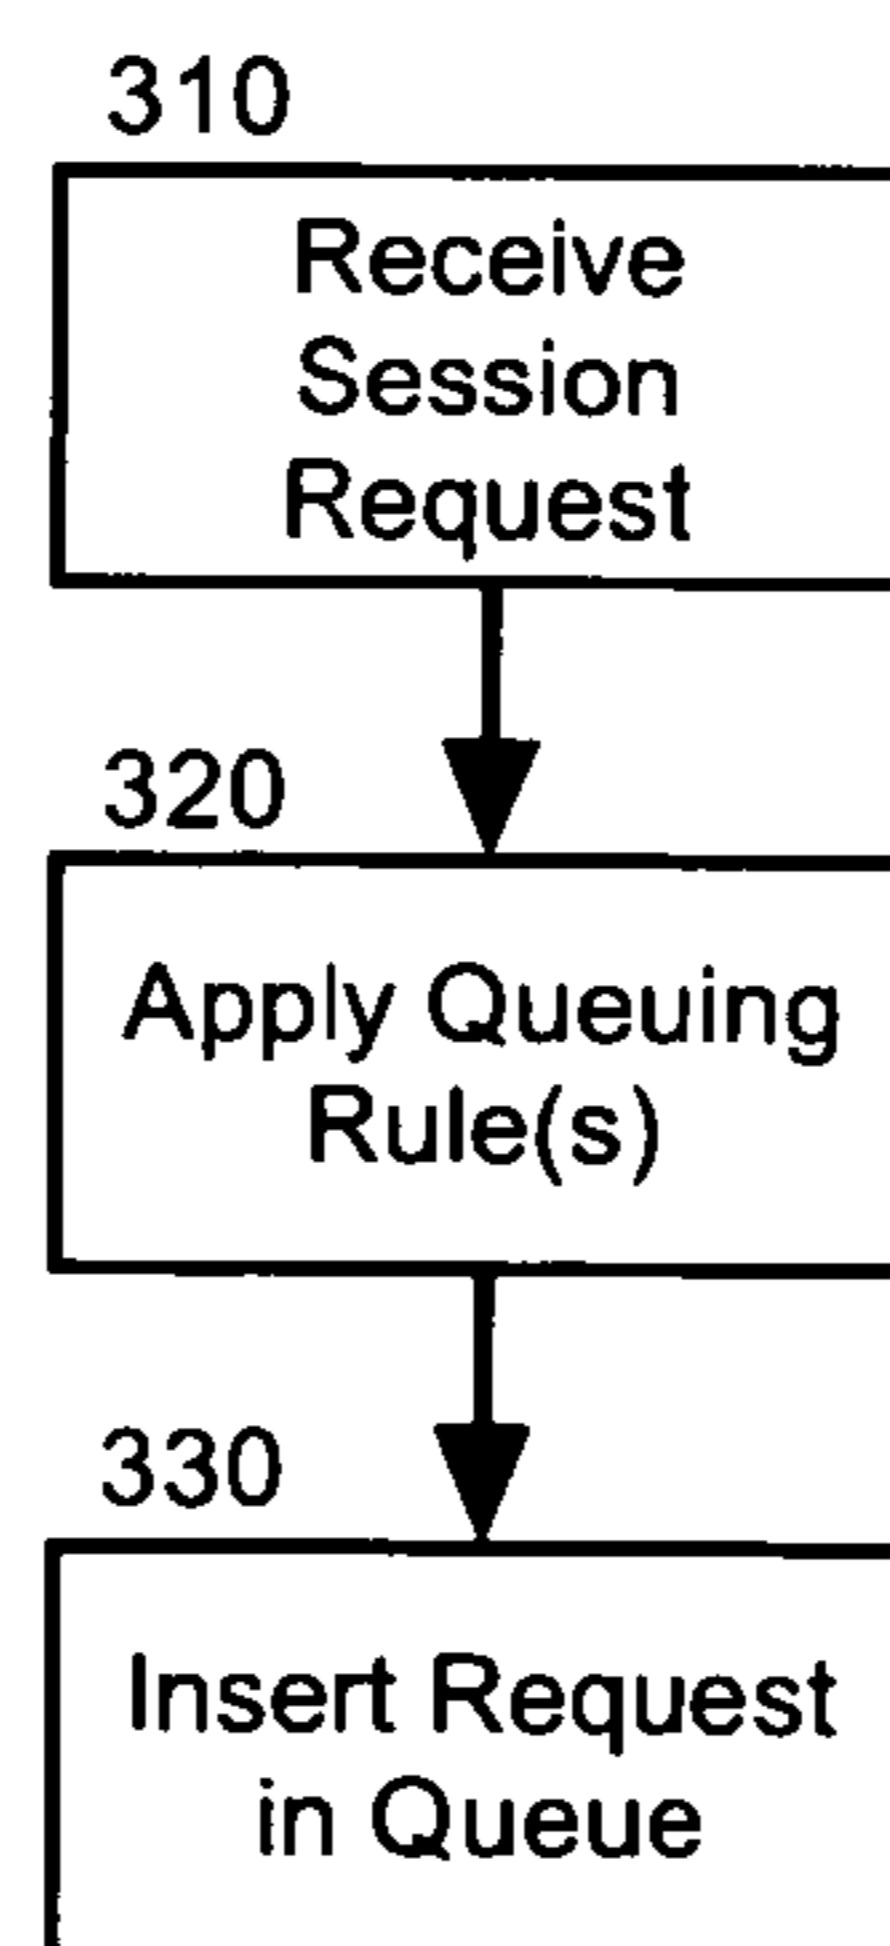 310
Receive
Session
Request
320
Apply Queuing
Rule(s)
330
Insert Request
in Queue